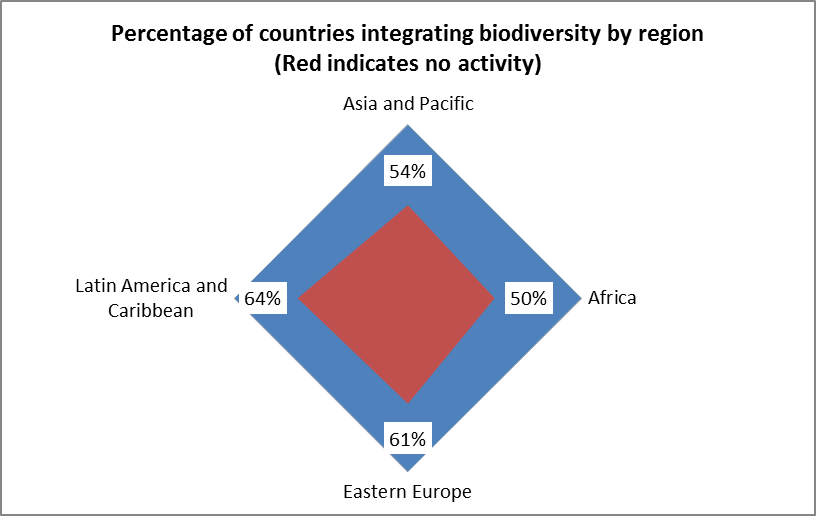 Percentage of countries integrating biodiversity by region
(Red indicates no activity)
Asia and Pacific
54%
Latin America and
Caribbean
64%
50%
Africa
61%
Eastern Europe